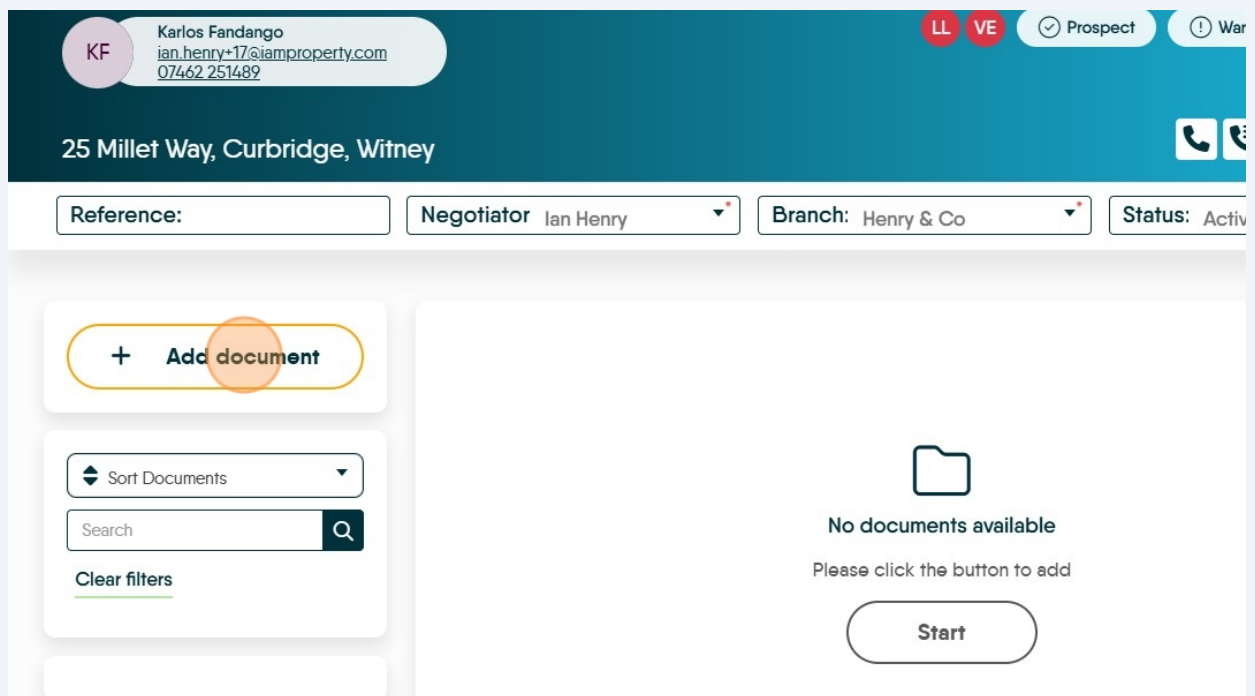 KF
Karlos Fandango
ian.henry+17@iamproperty.com
07462 251489
LL VE Prospect
25 Millet Way, Curbridge, Witney
Reference: Negotiator Ian Henry Branch: Henry & Co Status:
+ Add document
Sort Documents
Search
Clear filters
No documents available
Please click the button to add
Start